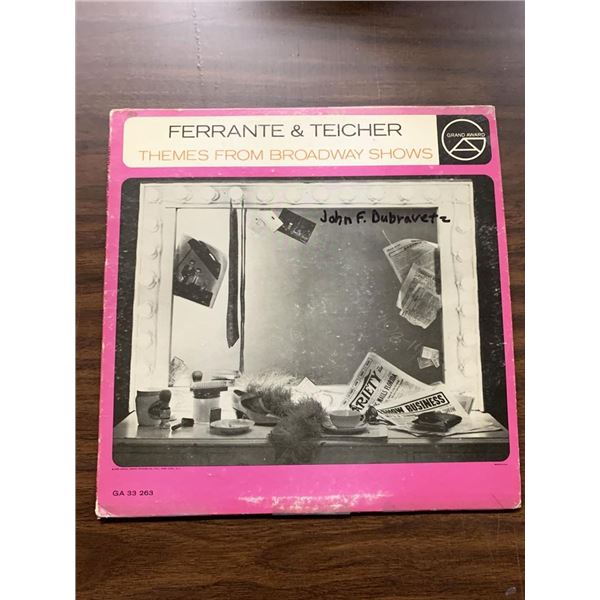 FERRANTE & TEICHER
THEMES FROM BROADWAY SHOWS
GRAND AWARD
John F. Dubravetz
VARIETY
SHOW BUSINESS
GA 33 263